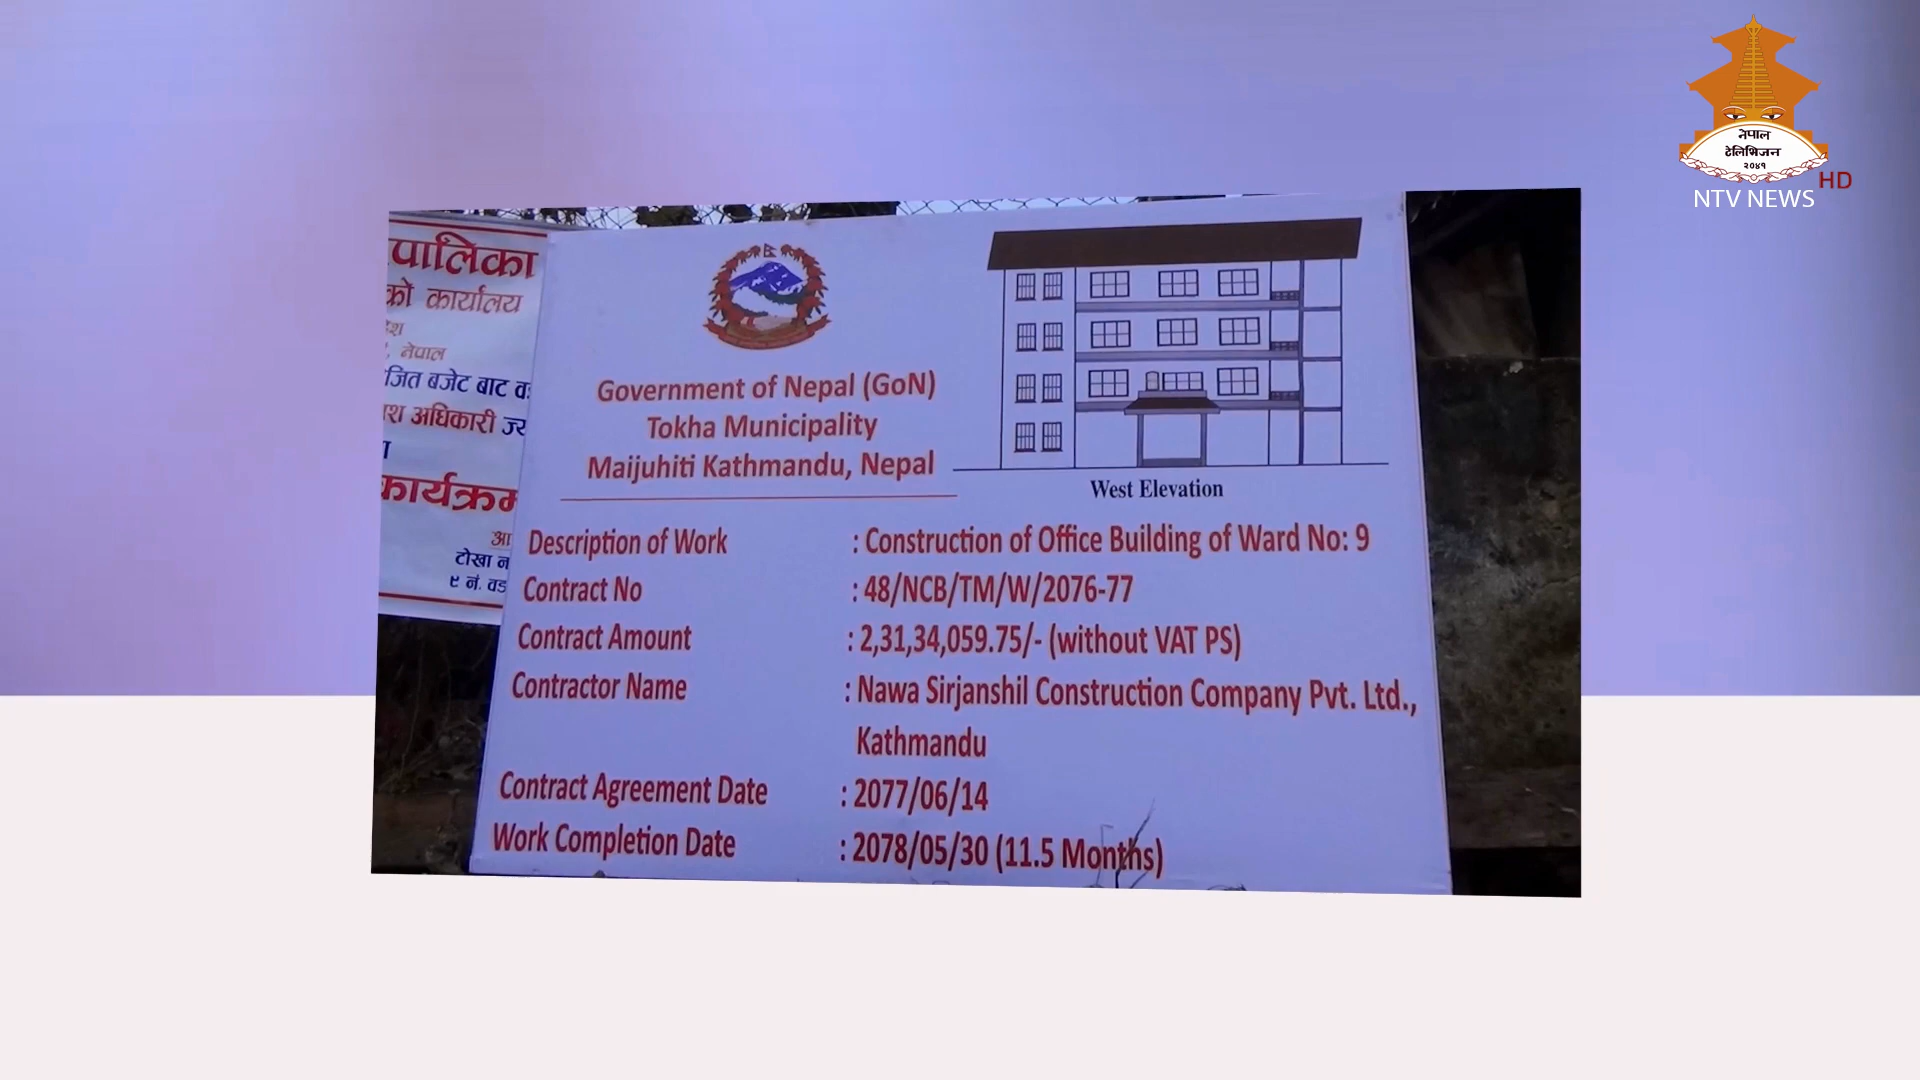 नेपाल
टेलिभिजन
२०४१
HD
NTV NEWS
पालिका
को कार्यालय
नेपाल
जित बजेट बाट
अधिकारी
कार्यक्रम
टोखा
९ नं.
Government of Nepal (GoN)
Tokha Municipality
Maijuhiti Kathmandu, Nepal
West Elevation
Description of Work : Construction of Office Building of Ward No: 9
Contract No : 48/NCB/TM/W/2076-77
Contract Amount : 2,31,34,059.75/- (without VAT PS)
Contractor Name : Nawa Sirjanshil Construction Company Pvt. Ltd.,
Kathmandu
Contract Agreement Date : 2077/06/14
Work Completion Date : 2078/05/30 (11.5 Months)